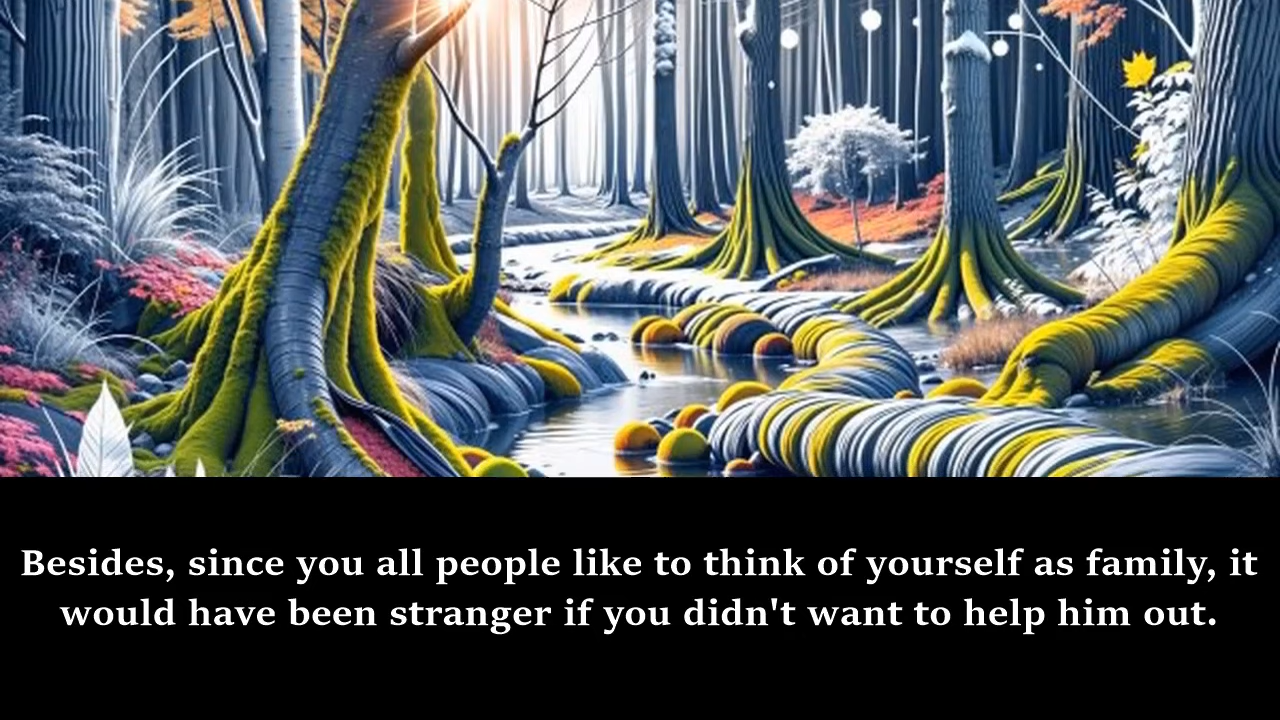 Besides, since you all people like to think of yourself as family, it
would have been stranger if you didn't want to help him out.